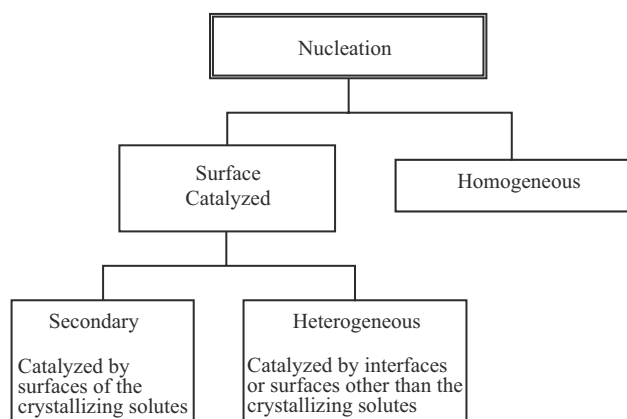 Nucleation
Surface
Catalyzed
Homogeneous
Secondary
Catalyzed by
surfaces of the
crystallizing solutes
Heterogeneous
Catalyzed by interfaces
or surfaces other than the
crystallizing solutes